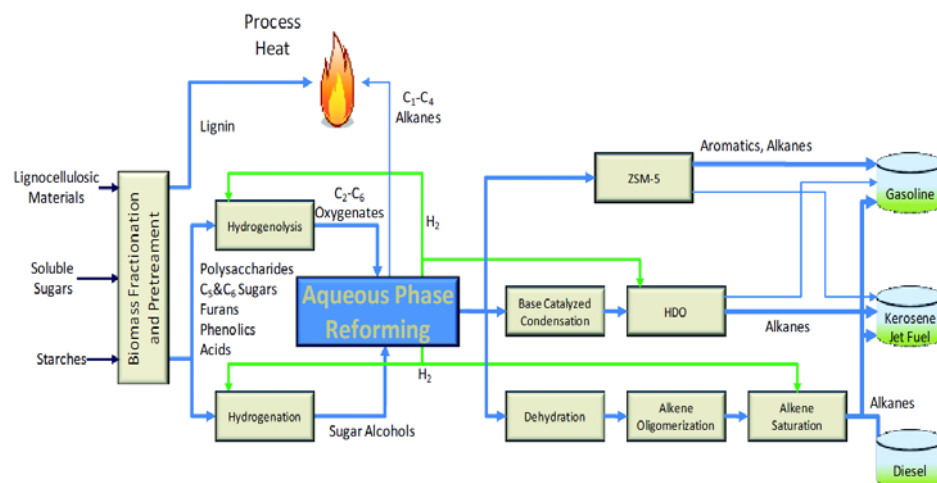 Process
Heat
C1-C4
Alkanes
Lignin
Lignocellulosic
Materials
Soluble
Sugars
Starches
Biomass Fractionation
and Pretreament
Hydrogenolysis
C2-C6
Oxygenates
H2
Polysaccharides
C5&C6 Sugars
Furans
Phenolics
Acids
Aqueous Phase
Reforming
H2
Hydrogenation
Sugar Alcohols
ZSM-5
Aromatics, Alkanes
Gasoline
Base Catalyzed
Condensation
HDO
Alkanes
Kerosene
Jet Fuel
Dehydration
Alkene
Oligomerization
Alkene
Saturation
Alkanes
Diesel